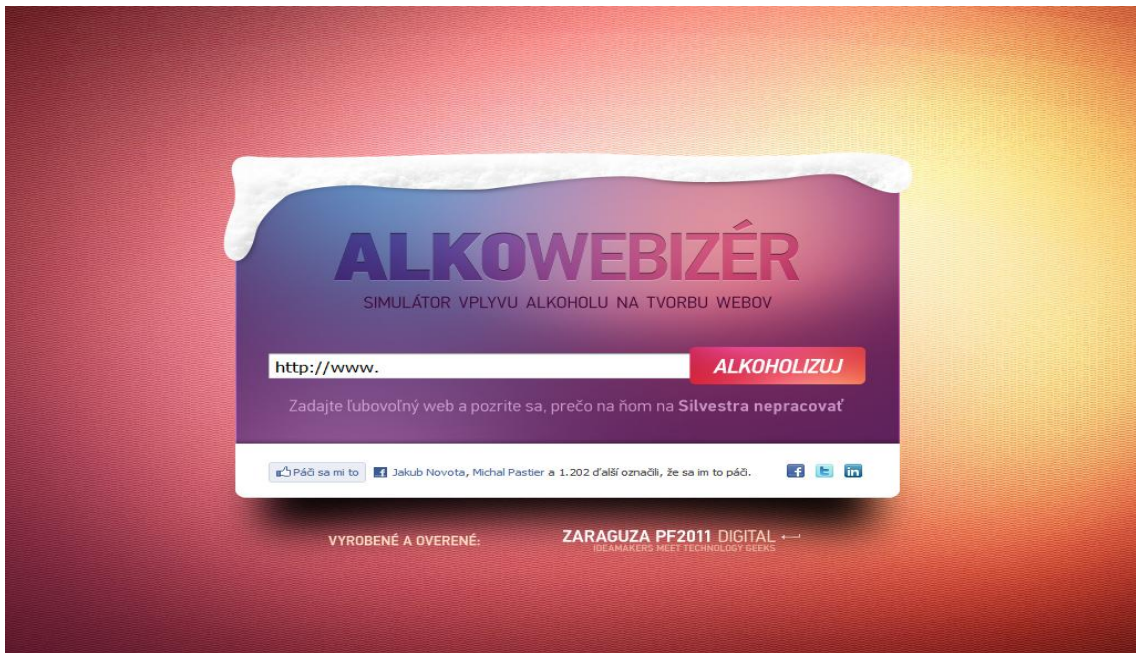 ALKOWEBIZÉR
SIMULÁTOR VPLYVU ALKOHOLU NA TVORBU WEBOV
http://www. ALKOHOLIZUJ
Zadajte ľubovoľný web a pozrite sa, prečo na ňom na Silvestra nepracovať
Páči sa mi to Jakub Novota, Michal Pastier a 1.202 ďalší označili, že sa im to páči.
VYROBENÉ A OVERENÉ: ZARAGUZA PF2011 DIGITAL
IDEAMAKERS MEET TECHNOLOGY GEEKS